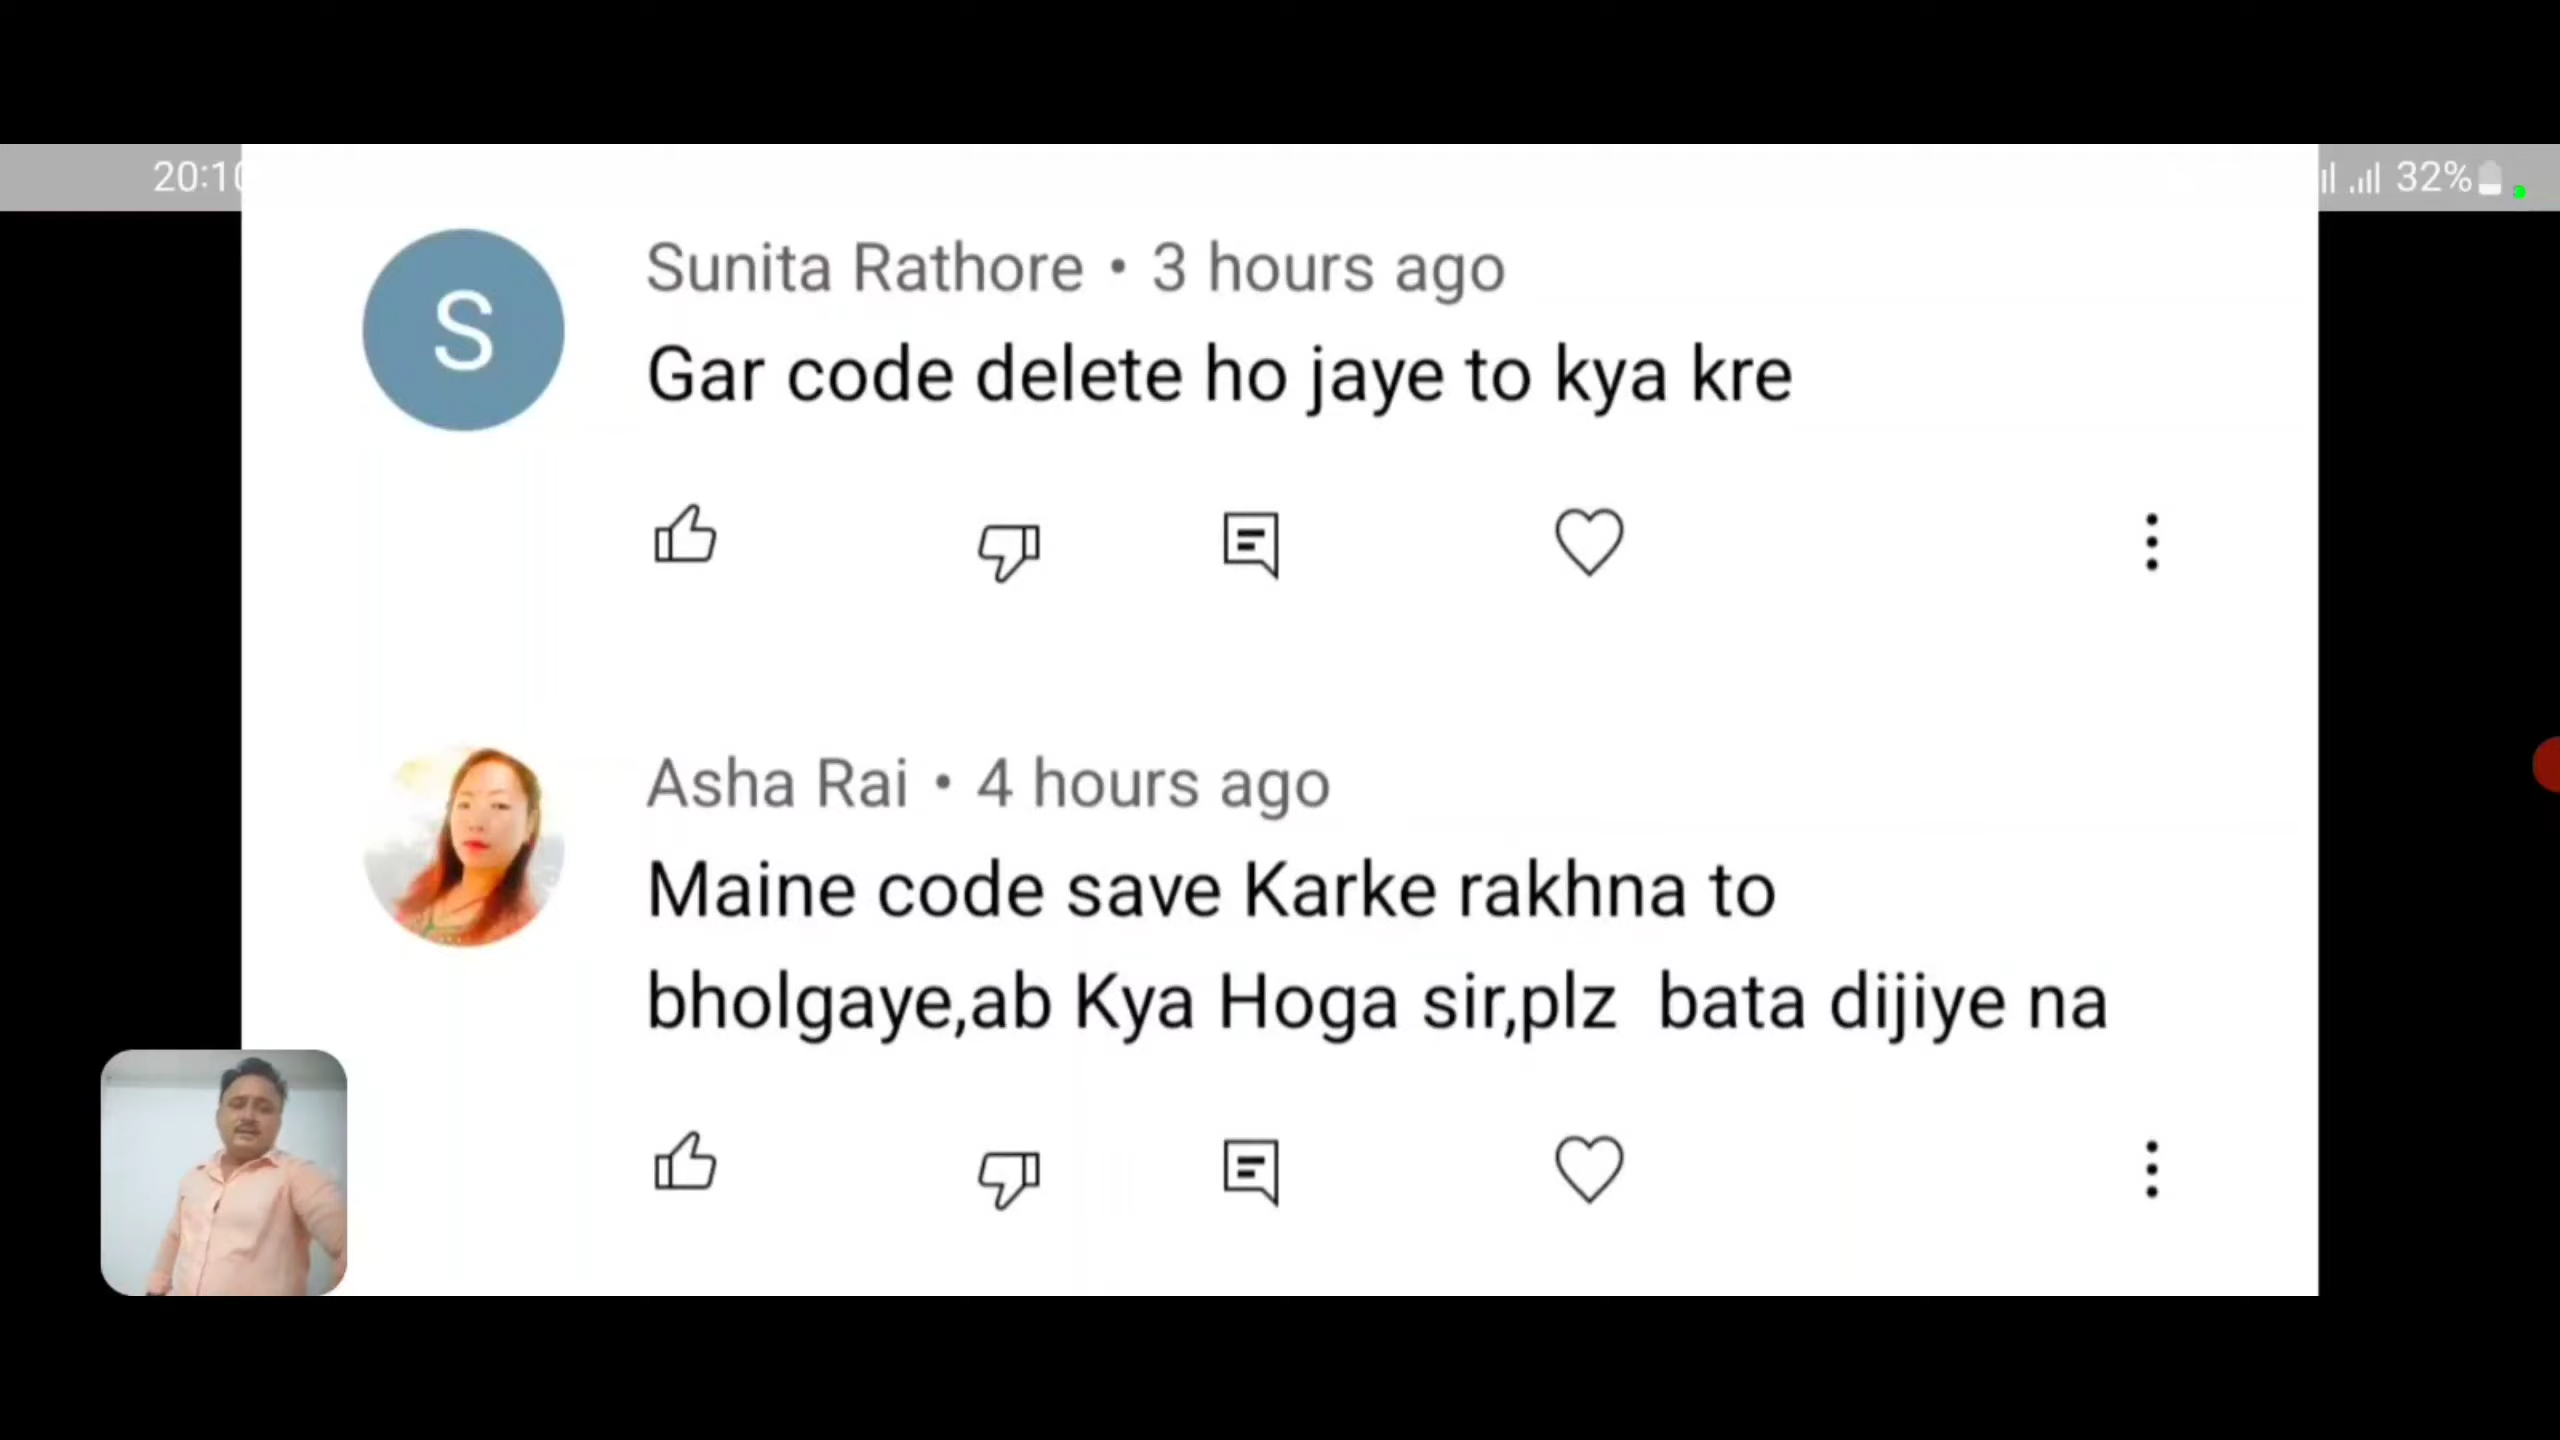 20:10
32%
S
Sunita Rathore • 3 hours ago
Gar code delete ho jaye to kya kre
Asha Rai • 4 hours ago
Maine code save Karke rakhna to
bholgaye,ab Kya Hoga sir,plz  bata dijiye na